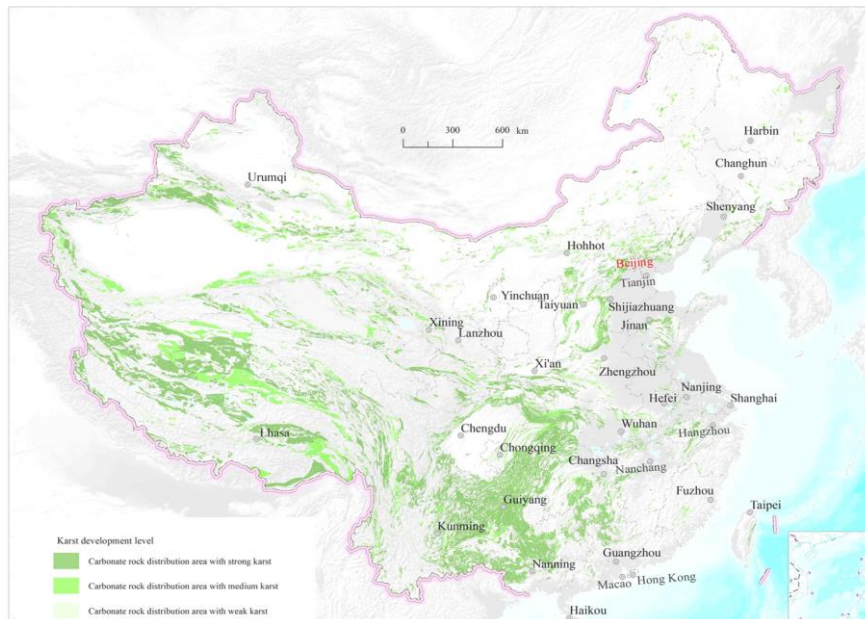 0 300 600 km
Harbin
Changhun
Urumqi
Shenyang
Hohhot
Beijing
Tianjin
Yinchuan
Taiyuan
Shijiazhuang
Xining
Jinan
Lanzhou
Xi'an
Zhengzhou
Nanjing
Hefei
Shanghai
Lhasa
Chengdu
Wuhan
Hangzhou
Chongqing
Changsha
Nanchang
Guiyang
Fuzhou
Taipei
Kunming
Nanning
Guangzhou
Macao
Hong Kong
Haikou
Karst development level
Carbonate rock distribution area with strong karst
Carbonate rock distribution area with medium karst
Carbonate rock distribution area with weak karst